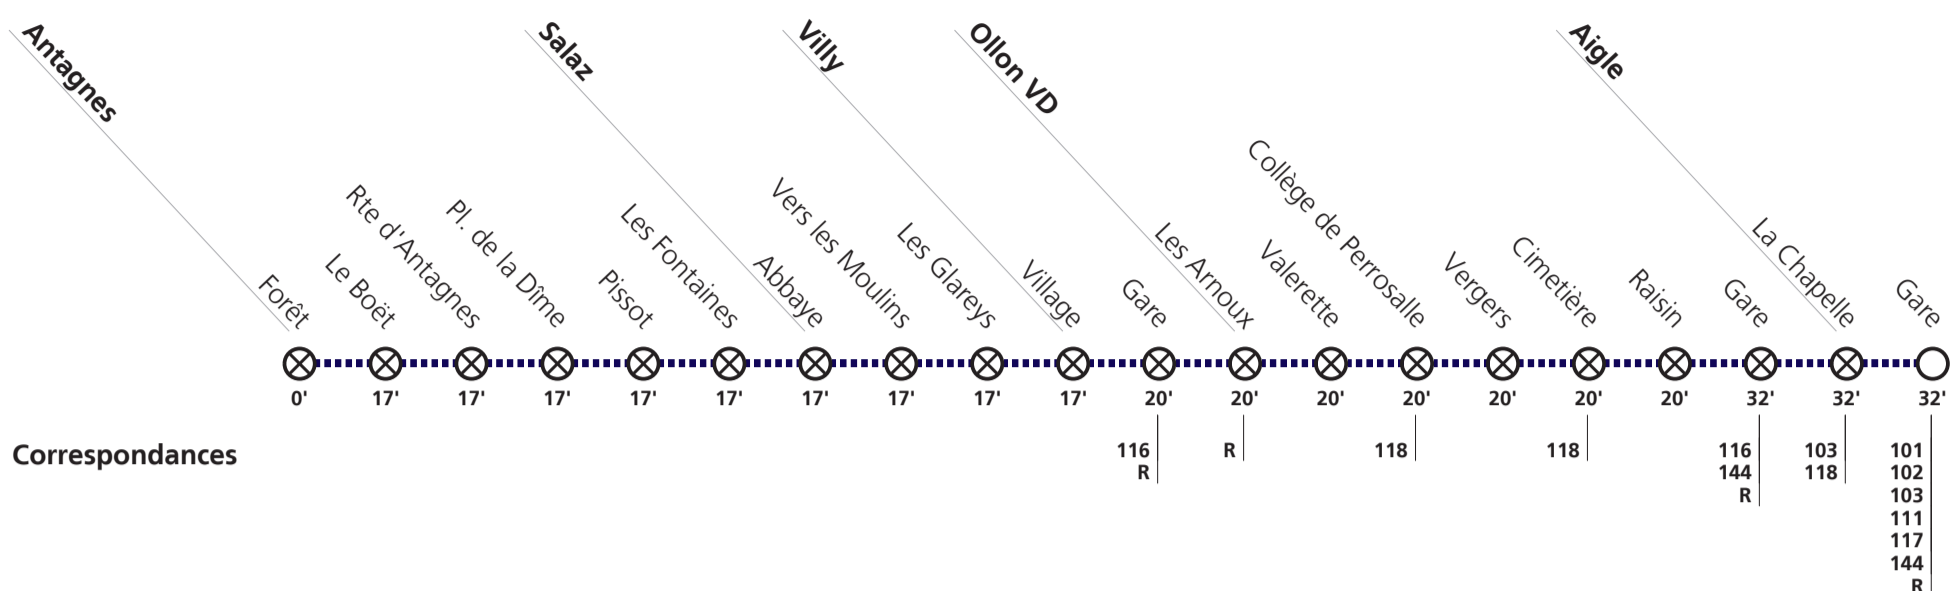 Antagnes
Salaz
Villy
Ollon VD
Aigle
Forêt
Le Boët
Rte d'Antagnes
Pl. de la Dîme
Pissot
Les Fontaines
Abbaye
Vers les Moulins
Les Glareys
Village
Gare
Les Arnoux
Valerette
Collège de Perrosalle
Vergers
Cimetière
Raisin
Gare
La Chapelle
Gare
0' 17' 17' 17' 17' 17' 17' 17' 17' 17' 20' 20' 20' 20' 20' 20' 20' 32' 32' 32'
Correspondances
116 R 118 118 116 103 101
R 144 118 102
R 103
111
117
144
R